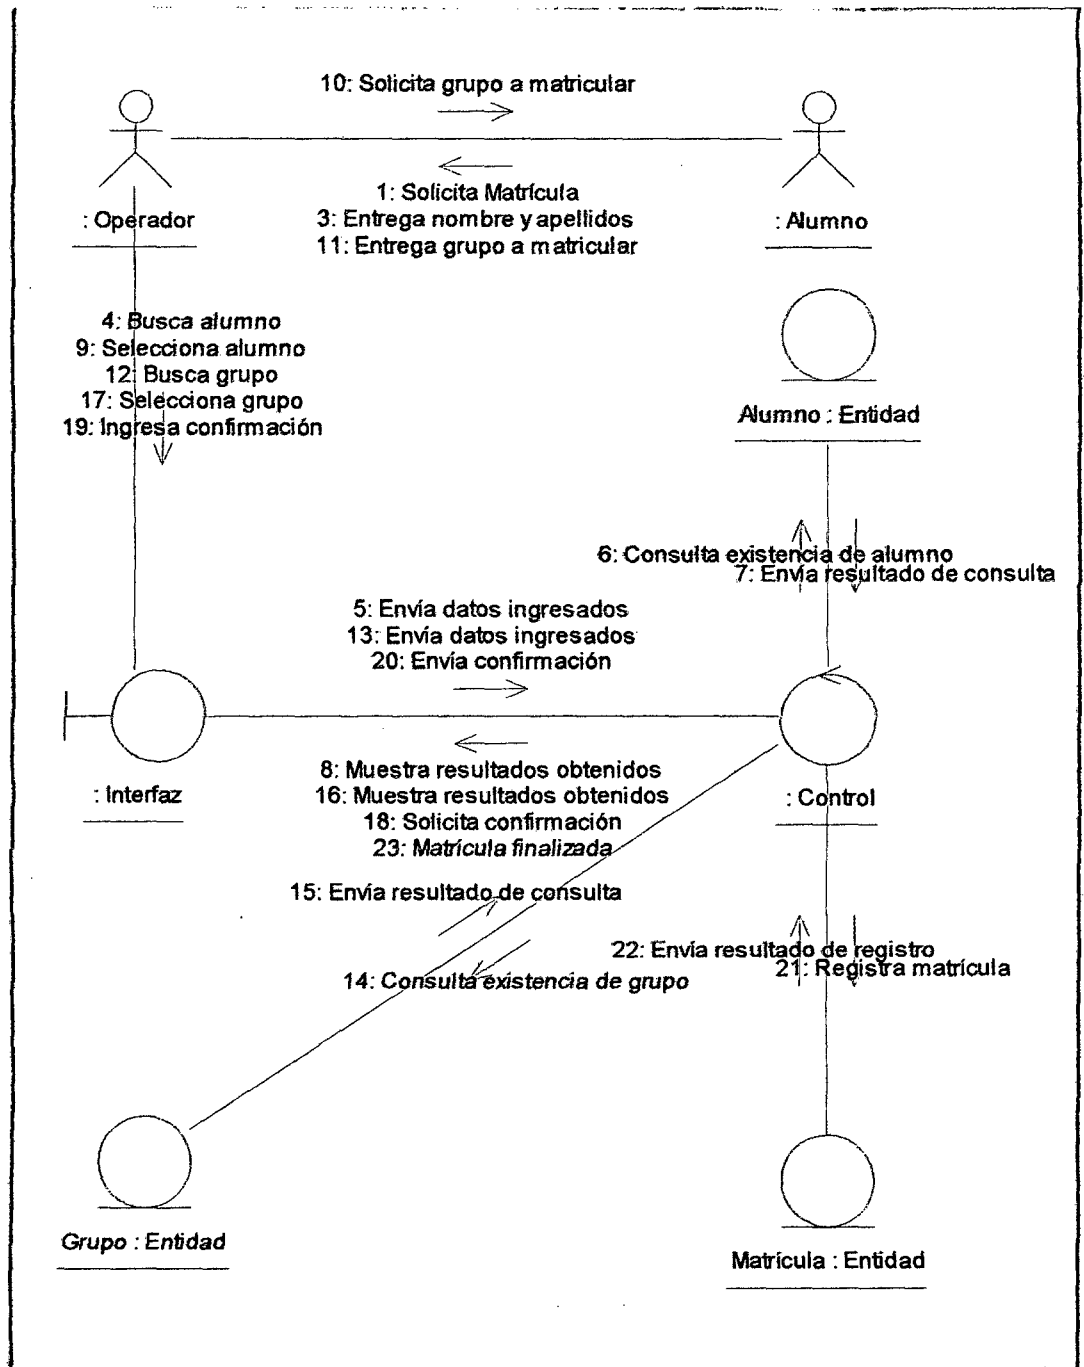 10: Solicita grupo a matricular
1: Solicita Matrícula
3: Entrega nombre y apellidos
11: Entrega grupo a matricular
: Operador
: Alumno
4: Busca alumno
9: Selecciona alumno
12: Busca grupo
17: Selecciona grupo
19: Ingresa confirmación
Alumno : Entidad
6: Consulta existencia de alumno
7: Envía resultado de consulta
5: Envía datos ingresados
13: Envía datos ingresados
20: Envía confirmación
8: Muestra resultados obtenidos
16: Muestra resultados obtenidos
18: Solicita confirmación
23: Matrícula finalizada
: Interfaz
: Control
15: Envía resultado de consulta
14: Consulta existencia de grupo
22: Envía resultado de registro
21: Registra matrícula
Grupo : Entidad
Matrícula : Entidad